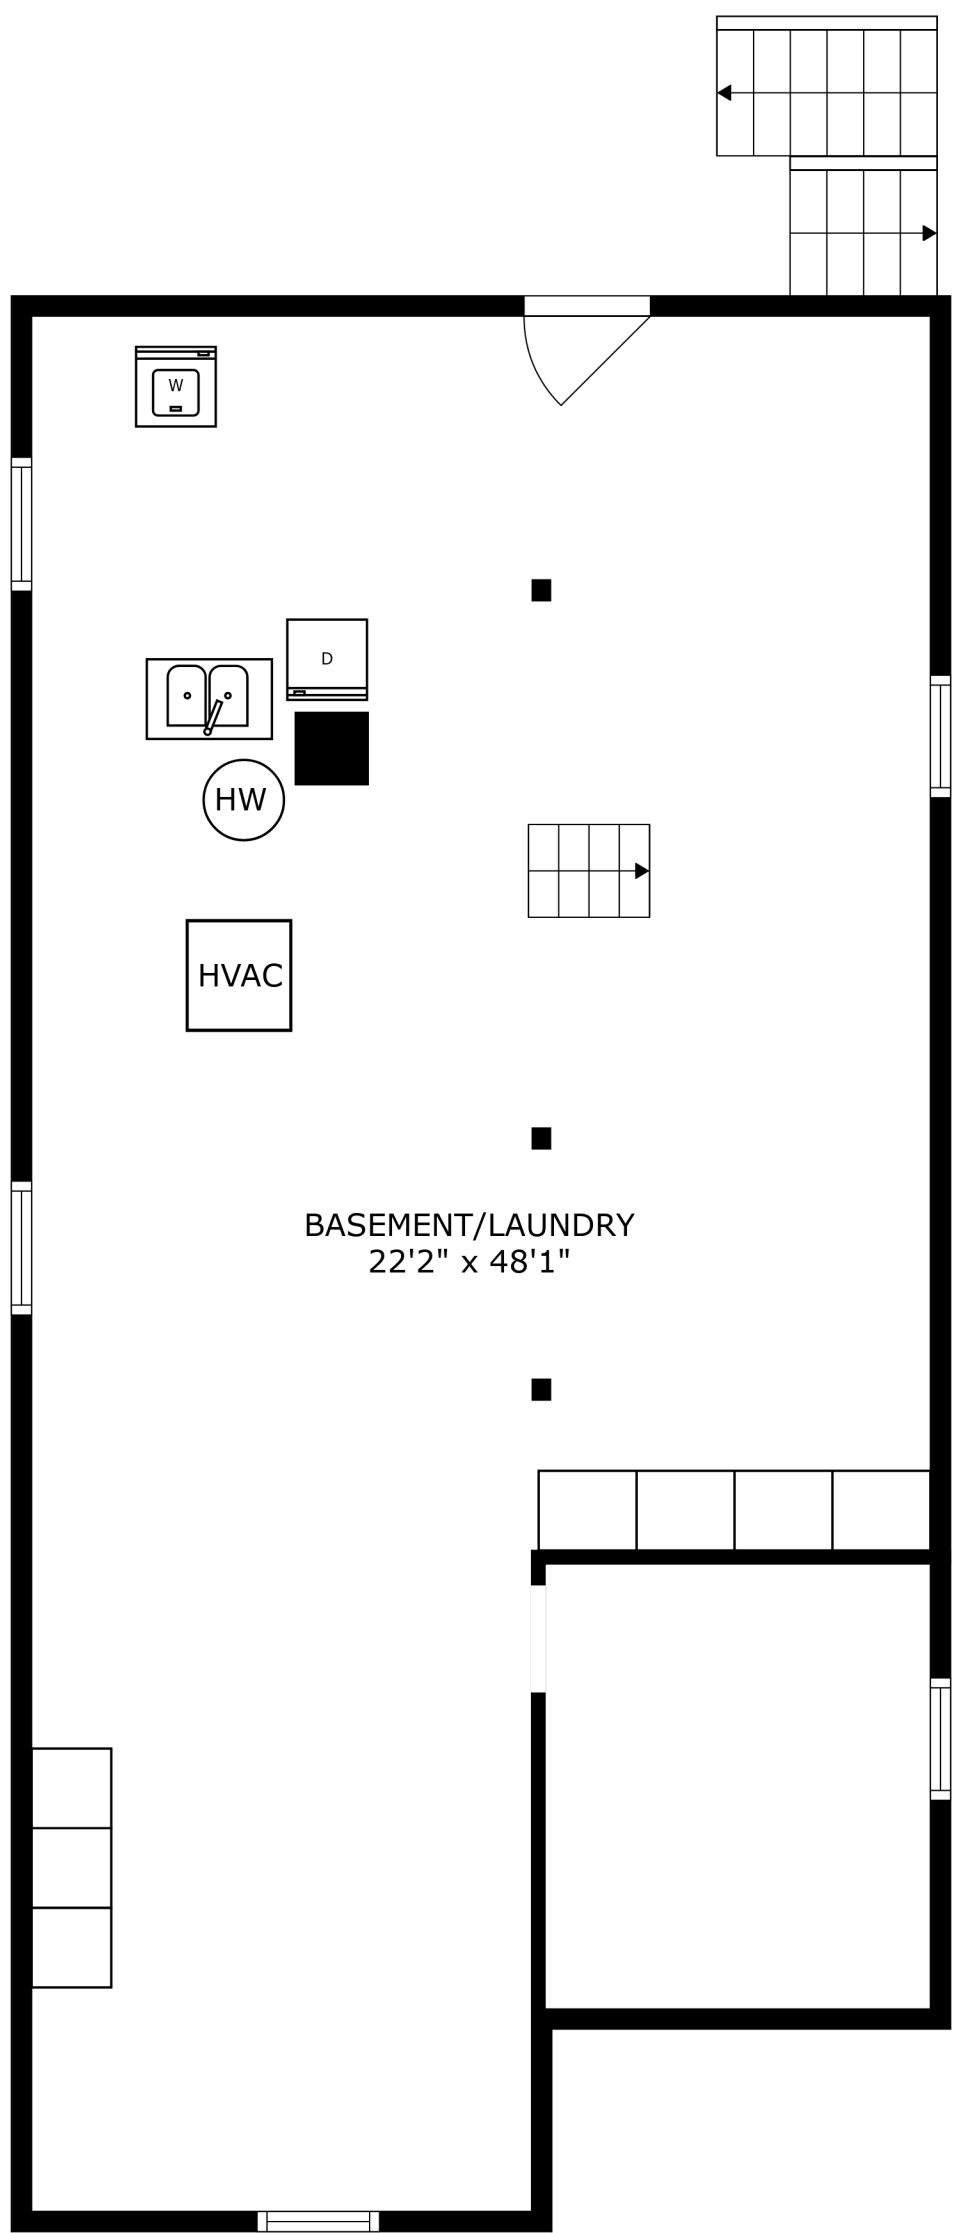 W
D
HW
HVAC
BASEMENT/LAUNDRY
22'2" x 48'1"